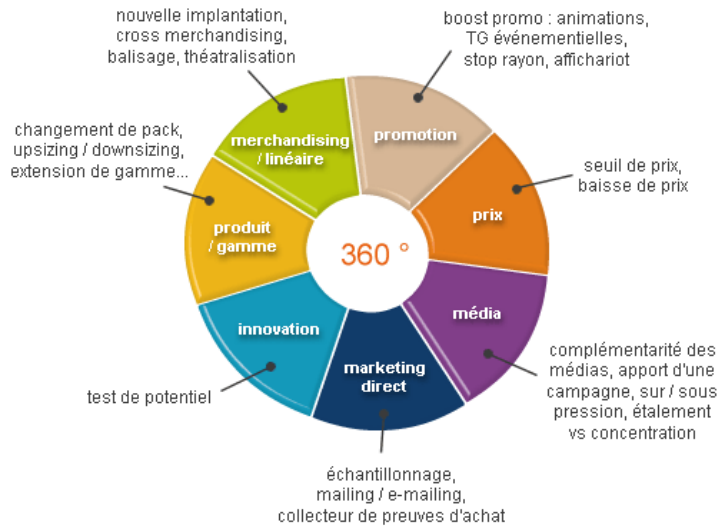 nouvelle implantation,
cross merchandising,
balisage, théatralisation
boost promo : animations,
TG événementielles,
stop rayon, affichariot
merchandising
/ linéaire
promotion
changement de pack,
upsizing / downsizing,
extension de gamme...
seuil de prix,
baisse de prix
produit
/ gamme
prix
360 °
innovation
média
marketing
direct
test de potentiel
complémentarité des
médias, apport d'une
campagne, sur / sous
pression, étalement
vs concentration
échantillonnage,
mailing / e-mailing,
collecteur de preuves d'achat